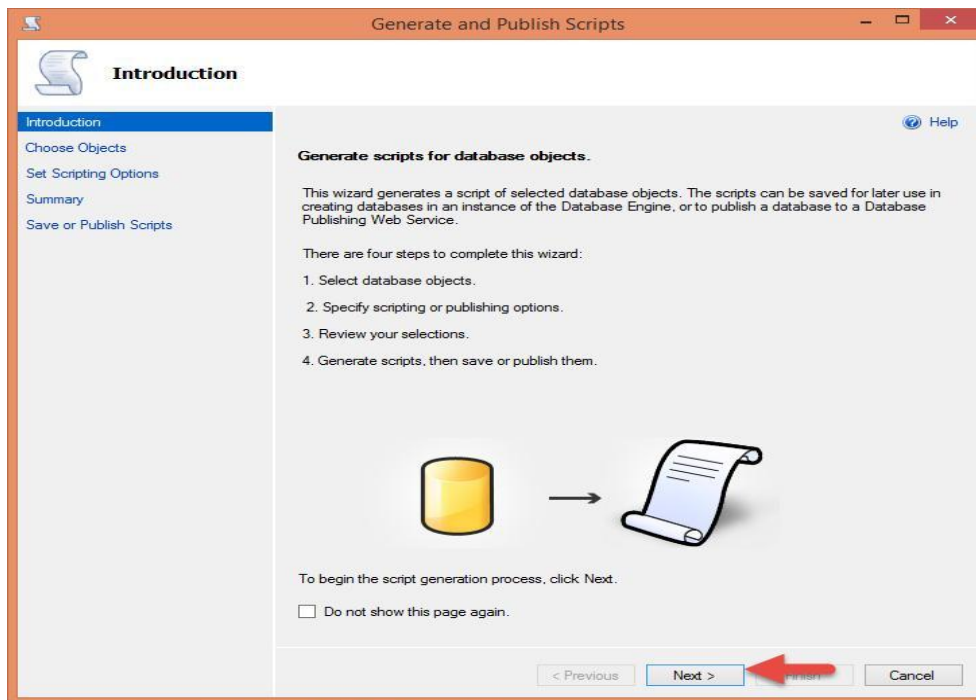 Generate and Publish Scripts
Introduction
Introduction
Choose Objects
Set Scripting Options
Summary
Save or Publish Scripts
Help
Generate scripts for database objects.
This wizard generates a script of selected database objects. The scripts can be saved for later use in
creating databases in an instance of the Database Engine, or to publish a database to a Database
Publishing Web Service.
There are four steps to complete this wizard:
1. Select database objects.
2. Specify scripting or publishing options.
3. Review your selections.
4. Generate scripts, then save or publish them.
To begin the script generation process, click Next.
Do not show this page again.
< Previous
Next >
Cancel